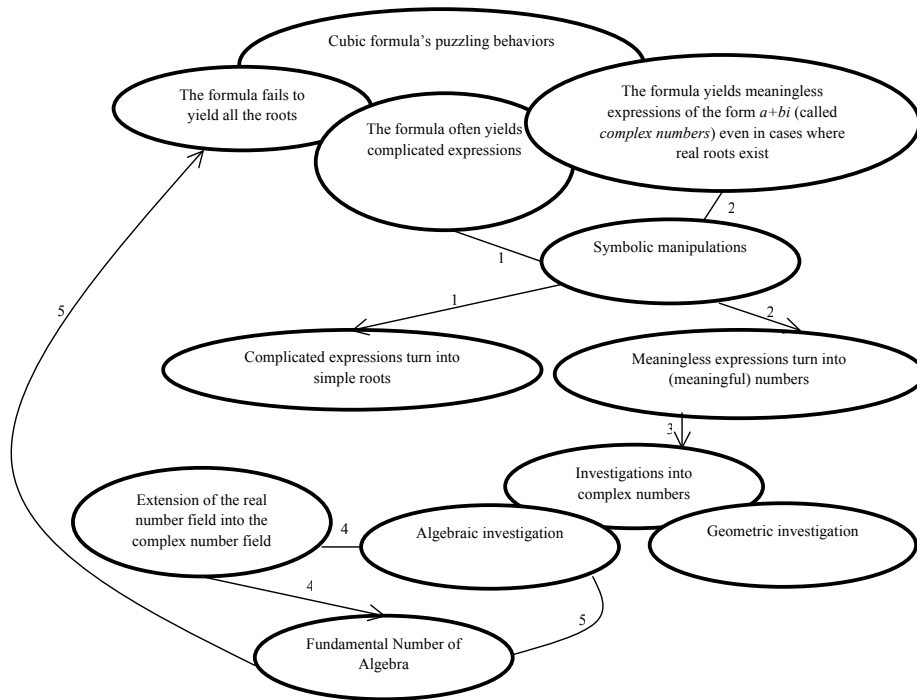 Cubic formula's puzzling behaviors
The formula fails to
yield all the roots
The formula often yields
complicated expressions
The formula yields meaningless
expressions of the form a+bi (called
complex numbers) even in cases where
real roots exist
2
Symbolic manipulations
1
1
2
5
Complicated expressions turn into
simple roots
Meaningless expressions turn into
(meaningful) numbers
3
Investigations into
complex numbers
Extension of the real
number field into the
complex number field
4
Algebraic investigation
Geometric investigation
4
5
Fundamental Number of
Algebra